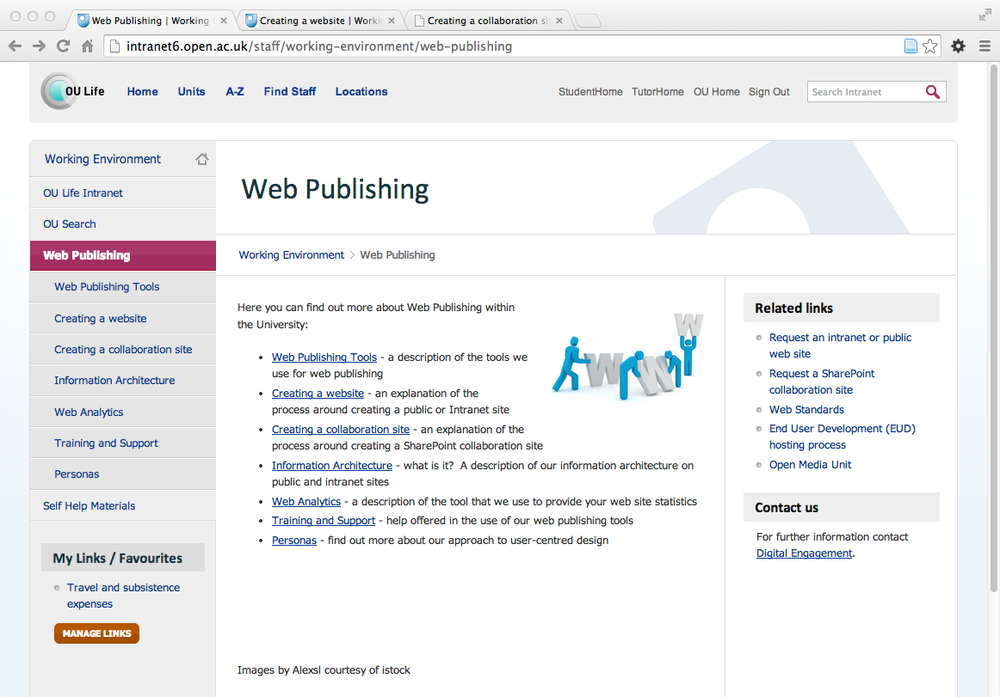 Web Publishing | Working
Creating a website | Worki
Creating a collaboration si
intranet6.open.ac.uk/staff/working-environment/web-publishing
OU Life
Home
Units
A-Z
Find Staff
Locations
StudentHome
TutorHome
OU Home
Sign Out
Search Intranet
Working Environment
OU Life Intranet
OU Search
Web Publishing
Web Publishing Tools
Creating a website
Creating a collaboration site
Information Architecture
Web Analytics
Training and Support
Personas
Self Help Materials
My Links / Favourites
Travel and subsistence
expenses
MANAGE LINKS
Web Publishing
Working Environment > Web Publishing
Here you can find out more about Web Publishing within
the University:
• Web Publishing Tools - a description of the tools we
use for web publishing
• Creating a website - an explanation of the
process around creating a public or Intranet site
• Creating a collaboration site - an explanation of the
process around creating a SharePoint collaboration site
• Information Architecture - what is it?  A description of our information architecture on
public and intranet sites
• Web Analytics - a description of the tool that we use to provide your web site statistics
• Training and Support - help offered in the use of our web publishing tools
• Personas - find out more about our approach to user-centred design
W W W W
Images by Alexsl courtesy of istock
Related links
Request an intranet or public
web site
Request a SharePoint
collaboration site
Web Standards
End User Development (EUD)
hosting process
Open Media Unit
Contact us
For further information contact
Digital Engagement.